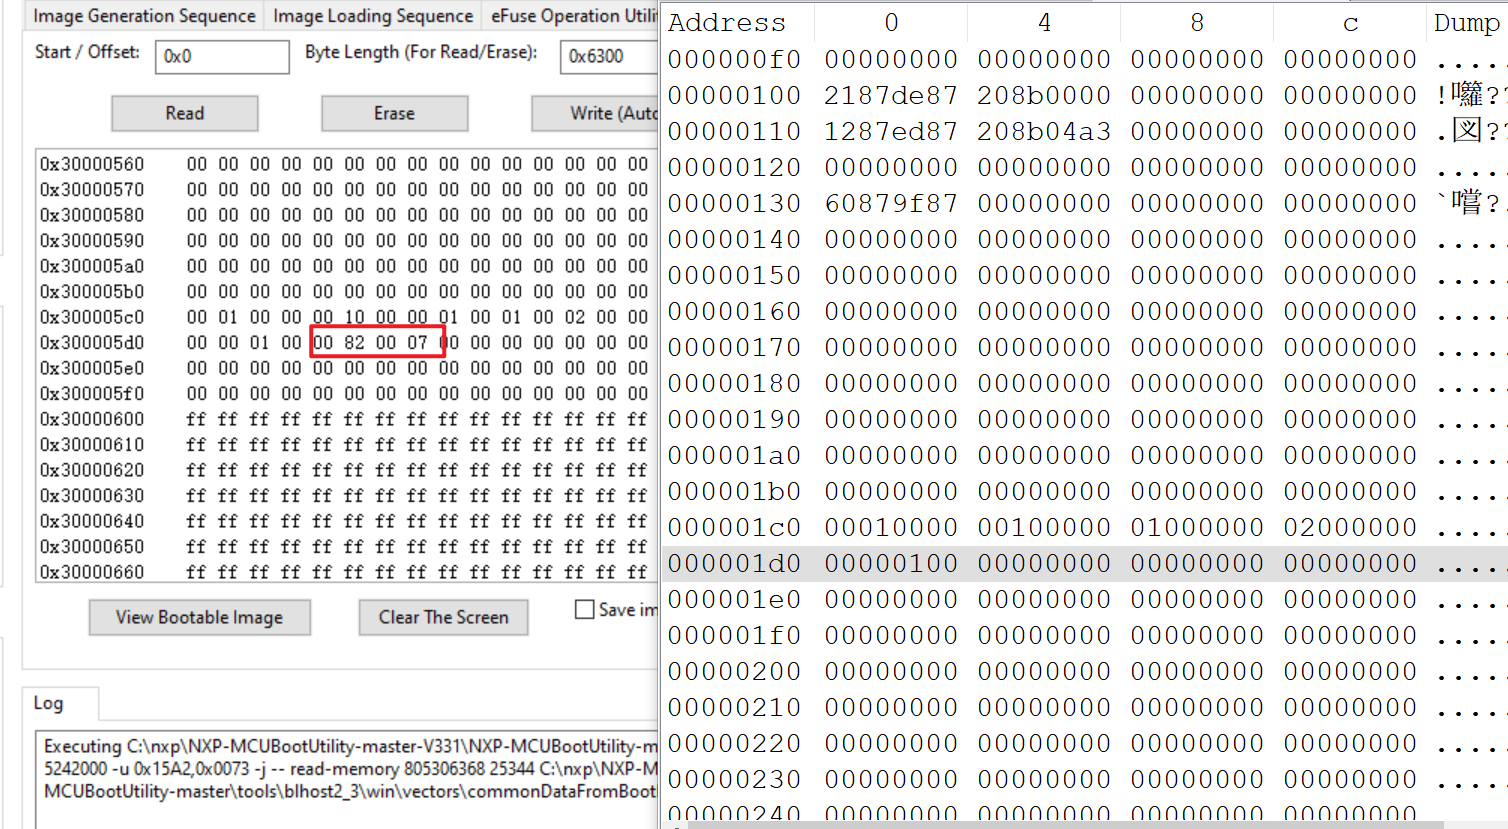 Image Generation Sequence Image Loading Sequence eFuse Operation Utili
Start / Offset: 0x0 Byte Length (For Read/Erase): 0x6300
Read Erase Write (Auto
0x30000560 00 00 00 00 00 00 00 00 00 00 00 00 00 00 00
0x30000570 00 00 00 00 00 00 00 00 00 00 00 00 00 00 00
0x30000580 00 00 00 00 00 00 00 00 00 00 00 00 00 00 00
0x30000590 00 00 00 00 00 00 00 00 00 00 00 00 00 00 00
0x300005a0 00 00 00 00 00 00 00 00 00 00 00 00 00 00 00
0x300005b0 00 00 00 00 00 00 00 00 00 00 00 00 00 00 00
0x300005c0 00 01 00 00 00 10 00 00 01 00 01 00 02 00 00
0x300005d0 00 00 01 00 00 82 00 07 00 00 00 00 00 00 00
0x300005e0 00 00 00 00 00 00 00 00 00 00 00 00 00 00 00
0x300005f0 00 00 00 00 00 00 00 00 00 00 00 00 00 00 00
0x30000600 ff ff ff ff ff ff ff ff ff ff ff ff ff ff ff
0x30000610 ff ff ff ff ff ff ff ff ff ff ff ff ff ff ff
0x30000620 ff ff ff ff ff ff ff ff ff ff ff ff ff ff ff
0x30000630 ff ff ff ff ff ff ff ff ff ff ff ff ff ff ff
0x30000640 ff ff ff ff ff ff ff ff ff ff ff ff ff ff ff
0x30000650 ff ff ff ff ff ff ff ff ff ff ff ff ff ff ff
0x30000660 ff ff ff ff ff ff ff ff ff ff ff ff ff ff ff
View Bootable Image Clear The Screen Save im
Log
Executing C:\nxp\NXP-MCUBootUtility-master-V331\NXP-MCUBootUtility-m
5242000 -u 0x15A2,0x0073 -j -- read-memory 805306368 25344 C:\nxp\NXP-M
MCUBootUtility-master\tools\blhost2_3\win\vectors\commonDataFromBoot
Address 0 4 8 c Dump
000000f0 00000000 00000000 00000000 00000000 .....
00000100 2187de87 208b0000 00000000 00000000 !囖??
00000110 1287ed87 208b04a3 00000000 00000000 .図??
00000120 00000000 00000000 00000000 00000000 .....
00000130 60879f87 00000000 00000000 00000000 `嚐?.
00000140 00000000 00000000 00000000 00000000 .....
00000150 00000000 00000000 00000000 00000000 .....
00000160 00000000 00000000 00000000 00000000 .....
00000170 00000000 00000000 00000000 00000000 .....
00000180 00000000 00000000 00000000 00000000 .....
00000190 00000000 00000000 00000000 00000000 .....
000001a0 00000000 00000000 00000000 00000000 .....
000001b0 00000000 00000000 00000000 00000000 .....
000001c0 00010000 00100000 01000000 02000000 .....
000001d0 00000100 00000000 00000000 00000000 .....
000001e0 00000000 00000000 00000000 00000000 .....
000001f0 00000000 00000000 00000000 00000000 .....
00000200 00000000 00000000 00000000 00000000 .....
00000210 00000000 00000000 00000000 00000000 .....
00000220 00000000 00000000 00000000 00000000 .....
00000230 00000000 00000000 00000000 00000000 .....
00000240 00000000 00000000 00000000 00000000 .....